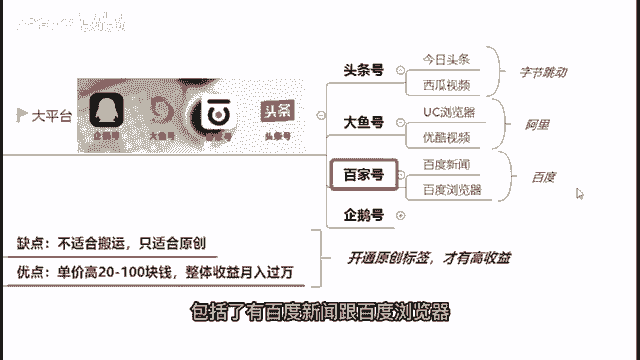 大平台
企鹅号
大鱼号
头条
头条号
头条号
今日头条
西瓜视频
字节跳动
大鱼号
UC浏览器
优酷视频
阿里
百家号
百度新闻
百度浏览器
百度
企鹅号
缺点：不适合搬运，只适合原创
优点：单价高20-100块钱，整体收益月入过万
开通原创标签，才有高收益
包括了有百度新闻跟百度浏览器